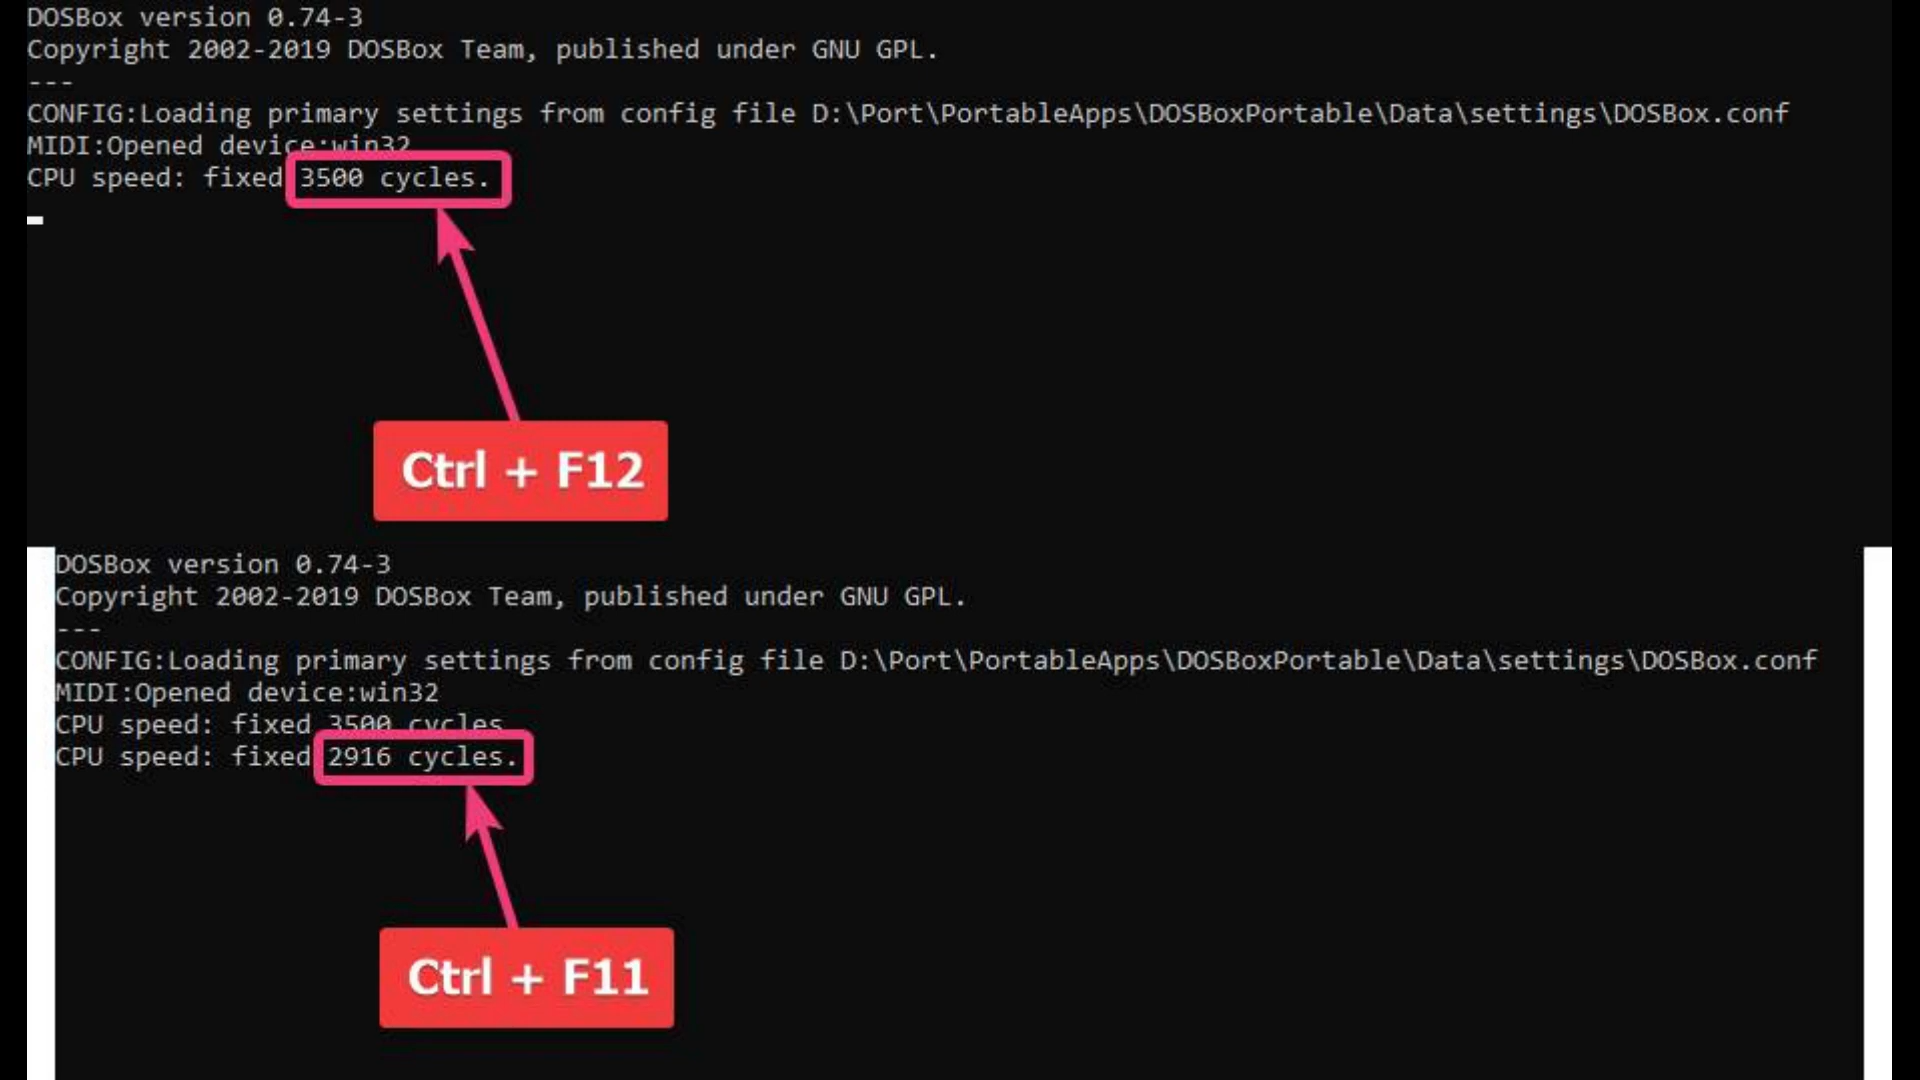 DOSBox version 0.74-3
Copyright 2002-2019 DOSBox Team, published under GNU GPL.
---
CONFIG:Loading primary settings from config file D:\Port\PortableApps\DOSBoxPortable\Data\settings\DOSBox.conf
MIDI:Opened device:win32
CPU speed: fixed 3500 cycles.
Ctrl + F12
DOSBox version 0.74-3
Copyright 2002-2019 DOSBox Team, published under GNU GPL.
---
CONFIG:Loading primary settings from config file D:\Port\PortableApps\DOSBoxPortable\Data\settings\DOSBox.conf
MIDI:Opened device:win32
CPU speed: fixed 3500 cycles
CPU speed: fixed 2916 cycles.
Ctrl + F11